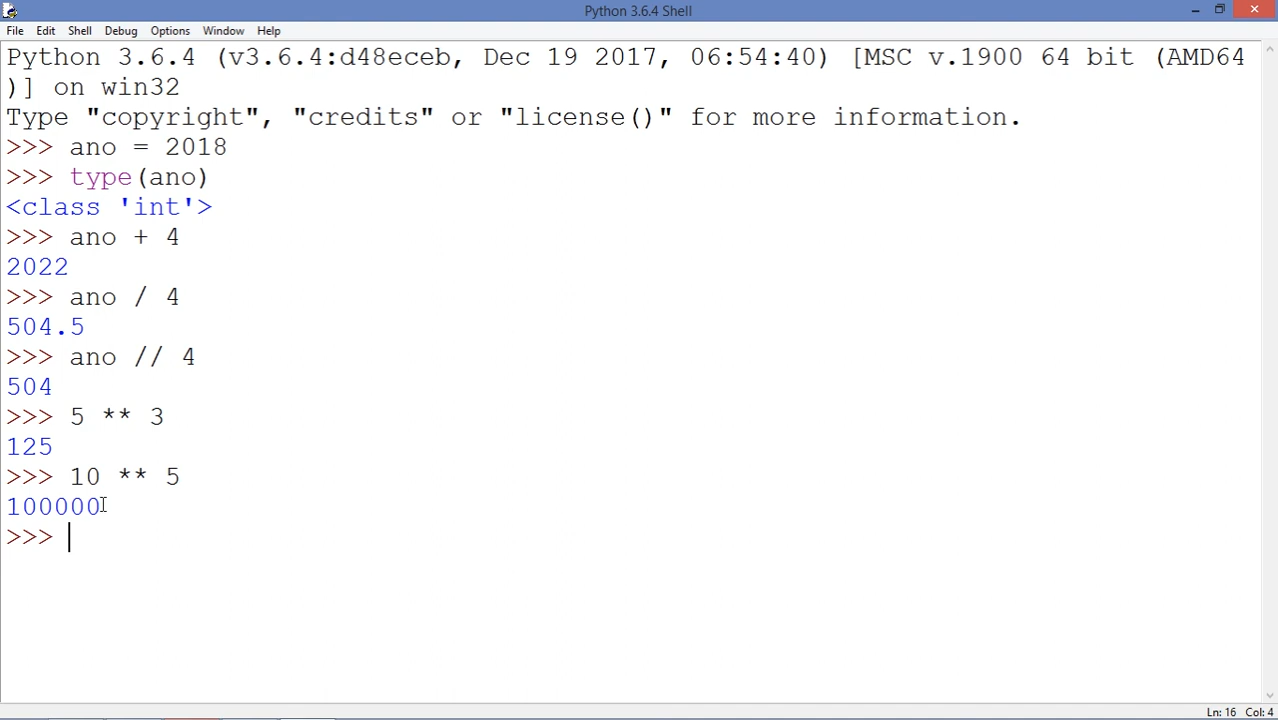 Python 3.6.4 Shell
File Edit Shell Debug Options Window Help
Python 3.6.4 (v3.6.4:d48eceb, Dec 19 2017, 06:54:40) [MSC v.1900 64 bit (AMD64
)] on win32
Type "copyright", "credits" or "license()" for more information.
>>> ano = 2018
>>> type(ano)
<class 'int'>
>>> ano + 4
2022
>>> ano / 4
504.5
>>> ano // 4
504
>>> 5 ** 3
125
>>> 10 ** 5
100000
>>>
Ln: 16 Col: 4